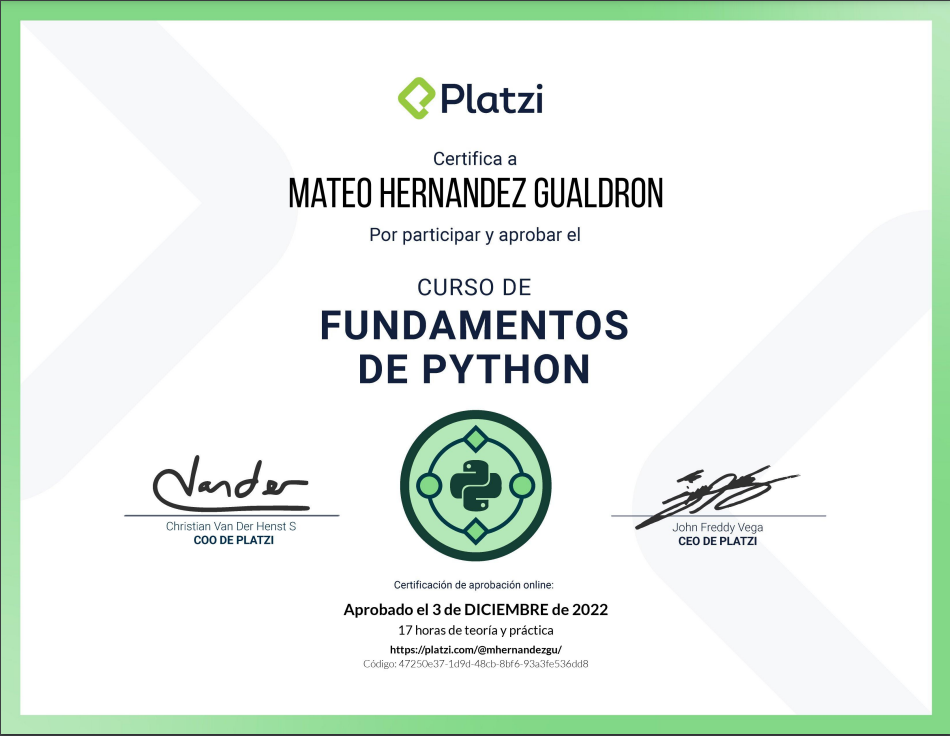 Platzi
Certifica a
MATEO HERNANDEZ GUALDRON
Por participar y aprobar el
CURSO DE
FUNDAMENTOS
DE PYTHON
Vander
Christian Van Der Henst S
COO DE PLATZI
John Freddy Vega
CEO DE PLATZI
Certificación de aprobación online:
Aprobado el 3 de DICIEMBRE de 2022
17 horas de teoría y práctica
https://platzi.com/@mhernandezgu/
Código: 47250e37-1d9d-48cb-8bf6-93a3fe536dd8